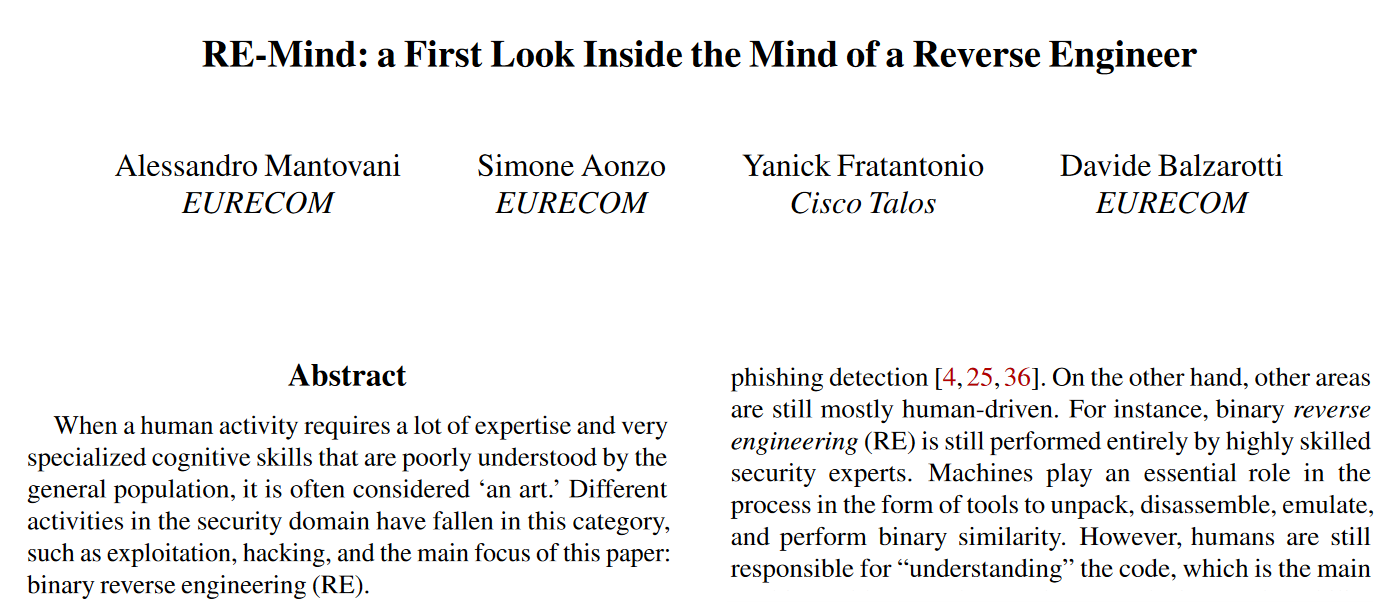 RE-Mind: a First Look Inside the Mind of a Reverse Engineer
Alessandro Mantovani
EURECOM
Simone Aonzo
EURECOM
Yanick Fratantonio
Cisco Talos
Davide Balzarotti
EURECOM
Abstract
When a human activity requires a lot of expertise and very
specialized cognitive skills that are poorly understood by the
general population, it is often considered ‘an art.’ Different
activities in the security domain have fallen in this category,
such as exploitation, hacking, and the main focus of this paper:
binary reverse engineering (RE).
phishing detection [4, 25, 36]. On the other hand, other areas
are still mostly human-driven. For instance, binary reverse
engineering (RE) is still performed entirely by highly skilled
security experts. Machines play an essential role in the
process in the form of tools to unpack, disassemble, emulate,
and perform binary similarity. However, humans are still
responsible for “understanding” the code, which is the main